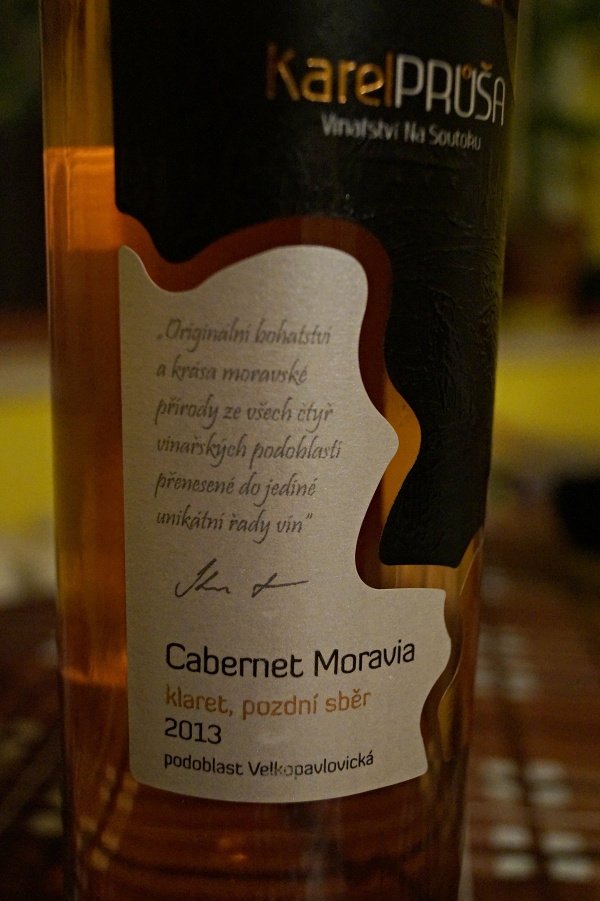 KarelPRŮŠA
Vinařství Na Soutoku
„Originální bohatství
a krása moravské
přírody ze všech čtyř
vinařských podoblastí
přenesené do jediné
unikátní řady vín”
Cabernet Moravia
klaret, pozdní sběr
2013
podoblast Velkopavlovická